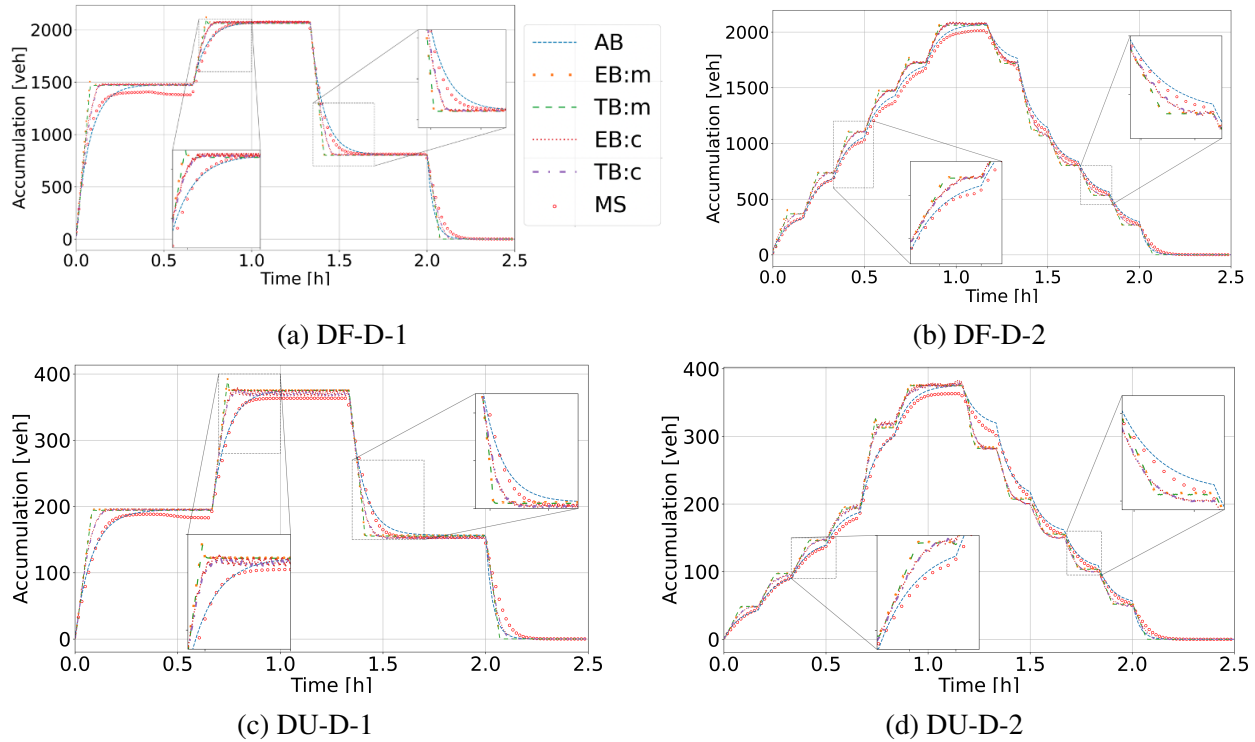 2000
1500
1000
500
0
Accumulation [veh]
0.0 0.5 1.0 1.5 2.0 2.5
Time [h]
(a) DF-D-1
AB
EB:m
TB:m
EB:c
TB:c
MS
2000
1500
1000
500
0
Accumulation [veh]
0.0 0.5 1.0 1.5 2.0 2.5
Time [h]
(b) DF-D-2
400
300
200
100
0
Accumulation [veh]
0.0 0.5 1.0 1.5 2.0 2.5
Time [h]
(c) DU-D-1
400
300
200
100
0
Accumulation [veh]
0.0 0.5 1.0 1.5 2.0 2.5
Time [h]
(d) DU-D-2